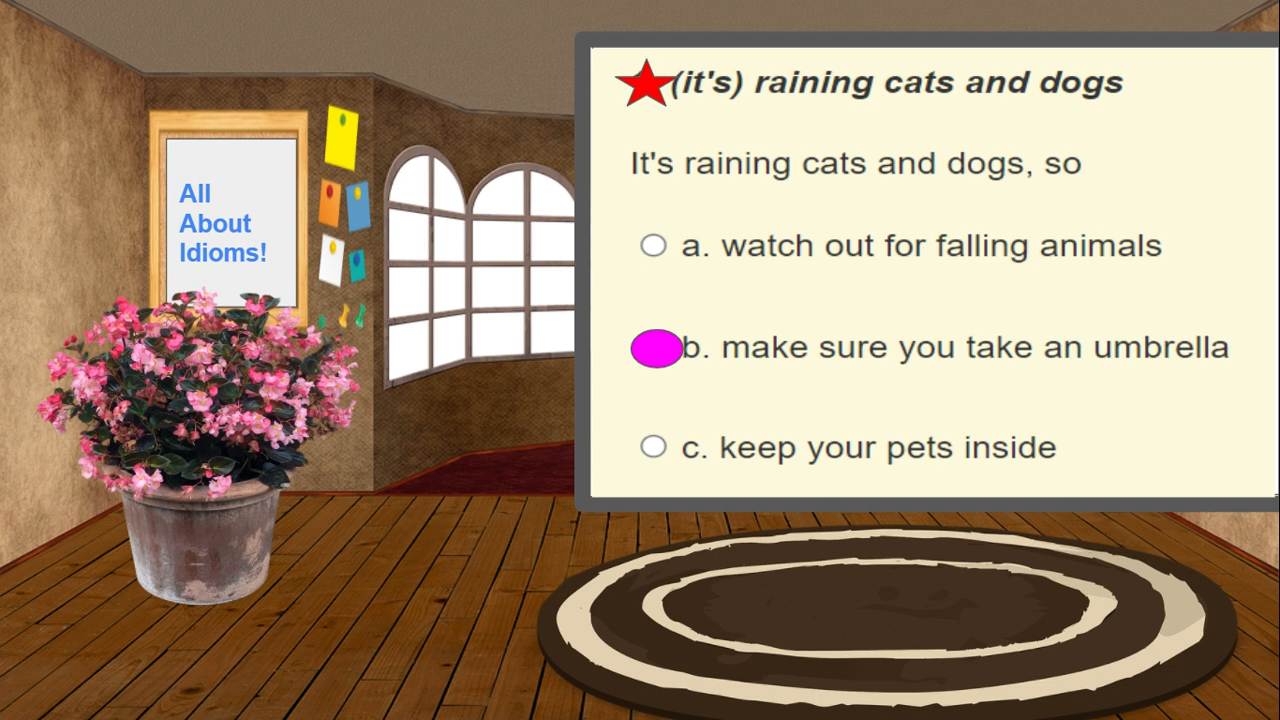 All
About
Idioms!
(it's) raining cats and dogs
It's raining cats and dogs, so
a. watch out for falling animals
b. make sure you take an umbrella
c. keep your pets inside